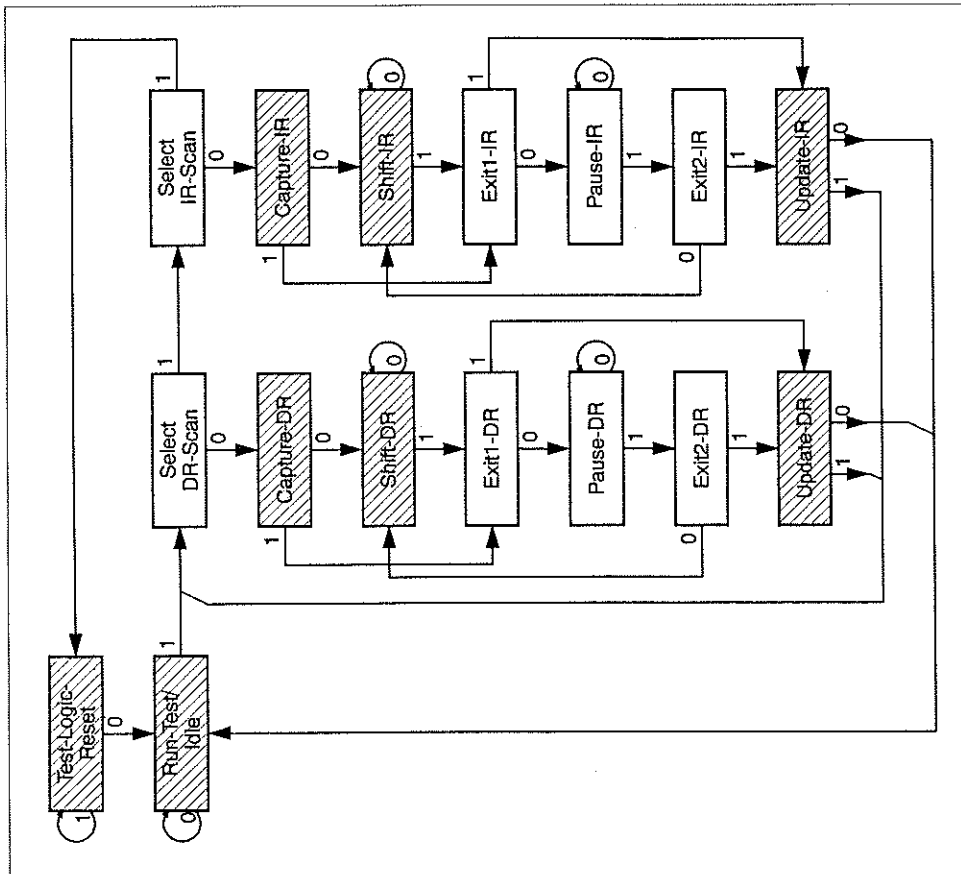 Test-Logic-
Reset
1
0
Run-Test/
Idle
0
1
Select
DR-Scan
1
0
Capture-DR
1
0
Shift-DR
0
1
Exit1-DR
1
0
Pause-DR
0
1
Exit2-DR
0
1
Update-DR
1
0
Select
IR-Scan
1
0
Capture-IR
1
0
Shift-IR
0
1
Exit1-IR
1
0
Pause-IR
0
1
Exit2-IR
0
1
Update-IR
1
0